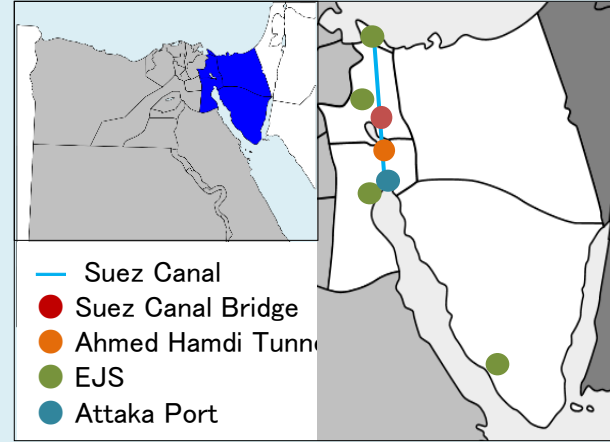 Suez Canal
Suez Canal Bridge
Ahmed Hamdi Tunn
EJS
Attaka Port